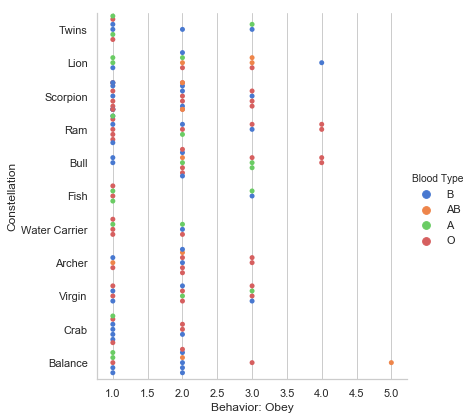 Twins
Lion
Scorpion
Ram
Bull
Fish
Water Carrier
Archer
Virgin
Crab
Balance
Constellation
1.0 1.5 2.0 2.5 3.0 3.5 4.0 4.5 5.0
Behavior: Obey
Blood Type
B
AB
A
O